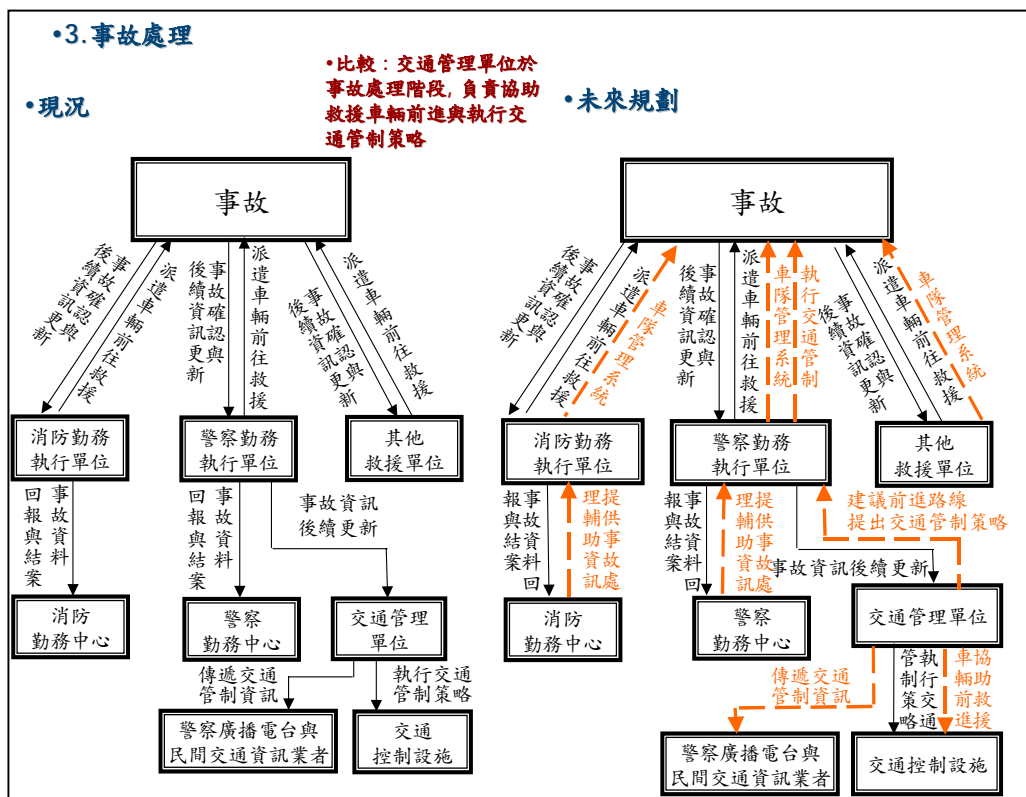 •3.事故處理
•比較：交通管理單位於
事故處理階段，負責協助
救援車輛前進與執行交
通管制策略
•現況
事故
事故確認與
後續資訊更新
派遣車輛前往救援
事故確認與
後續資訊更新
派遣車輛前往救援
事故確認與
後續資訊更新
派遣車輛前往救援
消防勤務
執行單位
警察勤務
執行單位
其他
救援單位
事故資料
回報與結案
事故資料
回報與結案
事故資訊
後續更新
消防
勤務中心
警察
勤務中心
交通管理
單位
傳遞交通
管制資訊
執行交通
管制策略
警察廣播電台與
民間交通資訊業者
交通
控制設施
•未來規劃
事故
事故確認與
後續資訊更新
派遣車輛前往救援
車隊管理系統
事故確認與
後續資訊更新
派遣車輛前往救援
車隊管理系統
執行交通管制
事故確認與
後續資訊更新
派遣車輛前往救援
車隊管理系統
消防勤務
執行單位
警察勤務
執行單位
其他
救援單位
事故資料回
報與結案
提供事故處
理輔助資訊
事故資料回
報與結案
提供事故處
理輔助資訊
建議前進路線
提出交通管制策略
事故資訊後續更新
消防
勤務中心
警察
勤務中心
交通管理單位
傳遞交通
管制資訊
執行交通
管制策略
協助救援
車輛前進
警察廣播電台與
民間交通資訊業者
交通控制設施